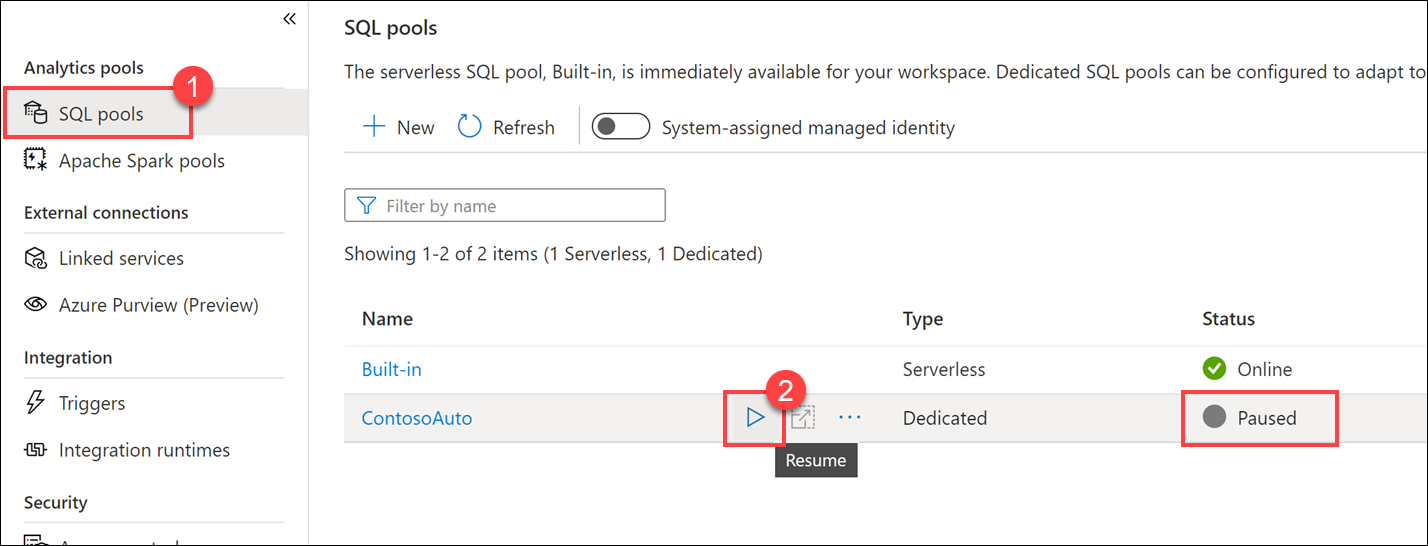 «
Analytics pools
1
SQL pools
Apache Spark pools
External connections
Linked services
Azure Purview (Preview)
Integration
Triggers
Integration runtimes
Security
SQL pools
The serverless SQL pool, Built-in, is immediately available for your workspace. Dedicated SQL pools can be configured to adapt to
New Refresh System-assigned managed identity
Filter by name
Showing 1-2 of 2 items (1 Serverless, 1 Dedicated)
Name Type Status
Built-in Serverless Online
2
ContosoAuto ... Dedicated Paused
Resume